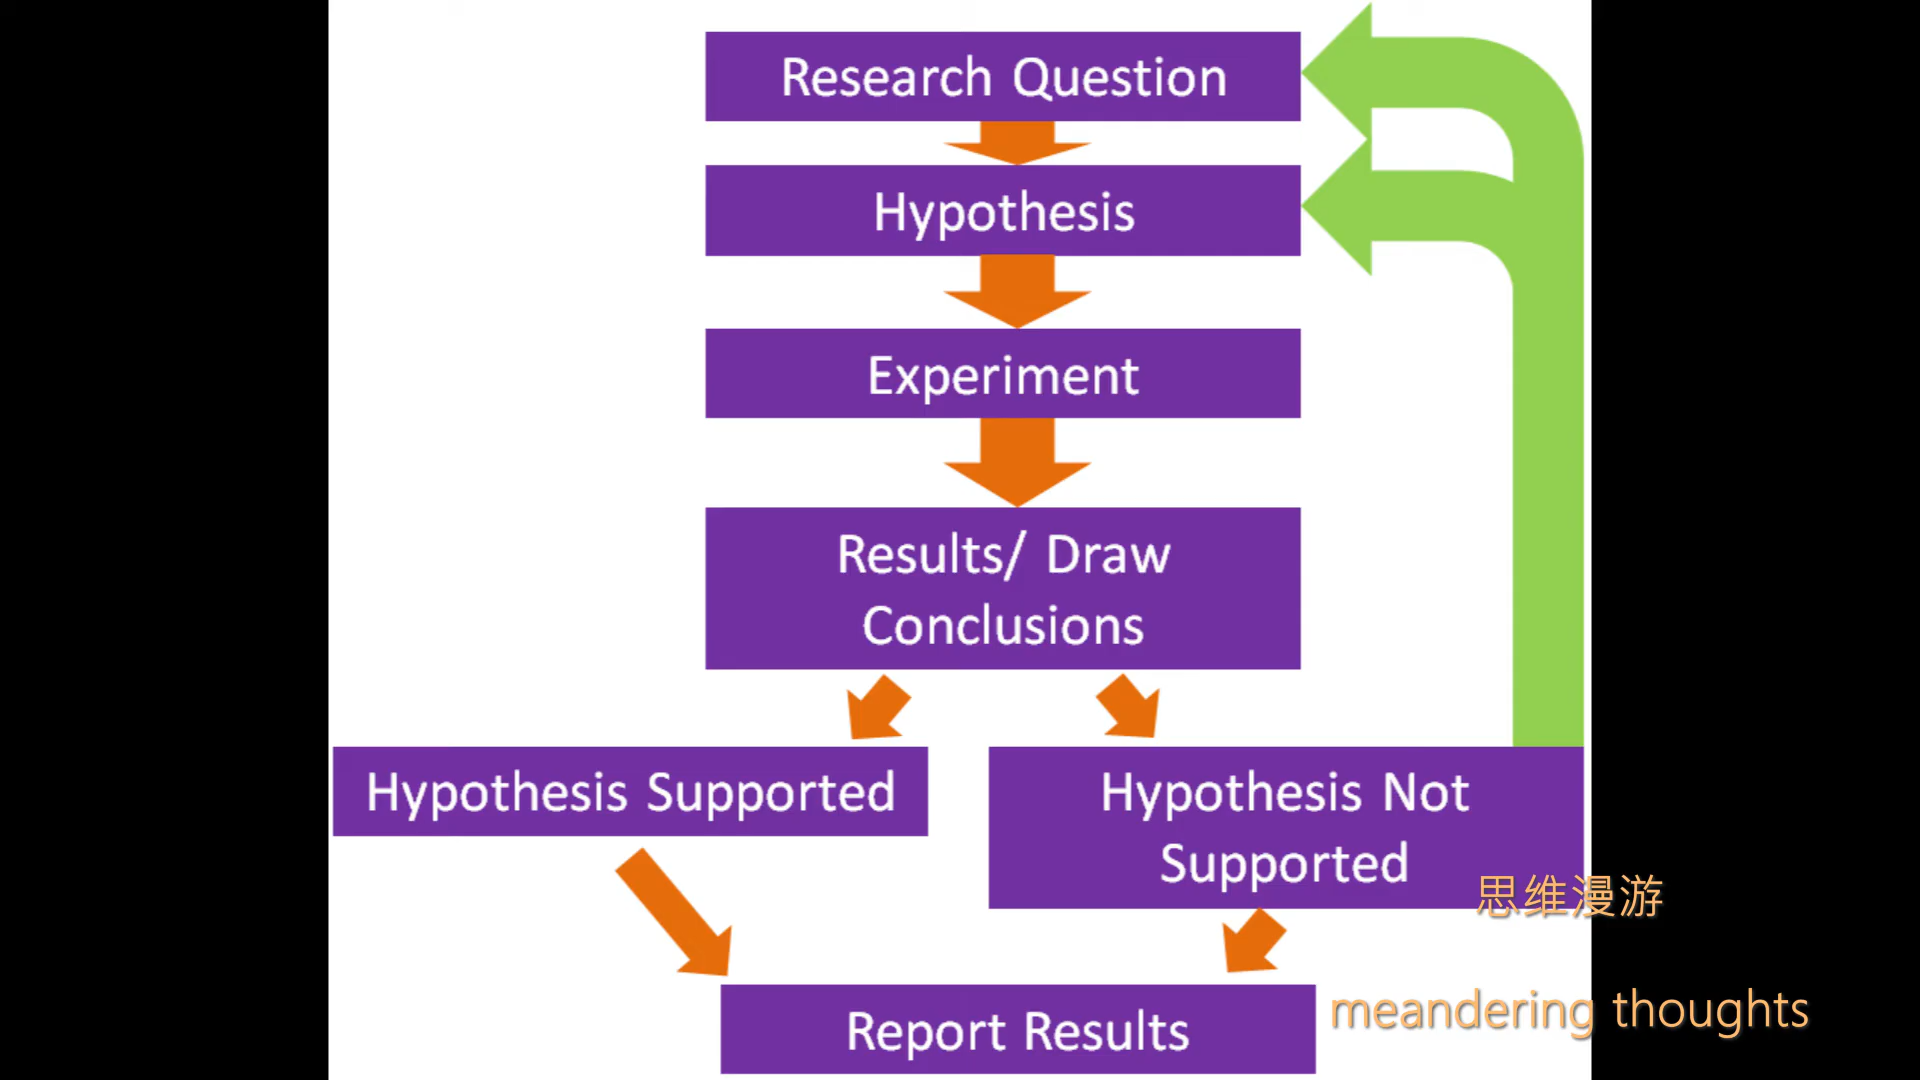 Research Question
Hypothesis
Experiment
Results/ Draw
Conclusions
Hypothesis Supported
Hypothesis Not
Supported
思维漫游
Report Results
meandering thoughts